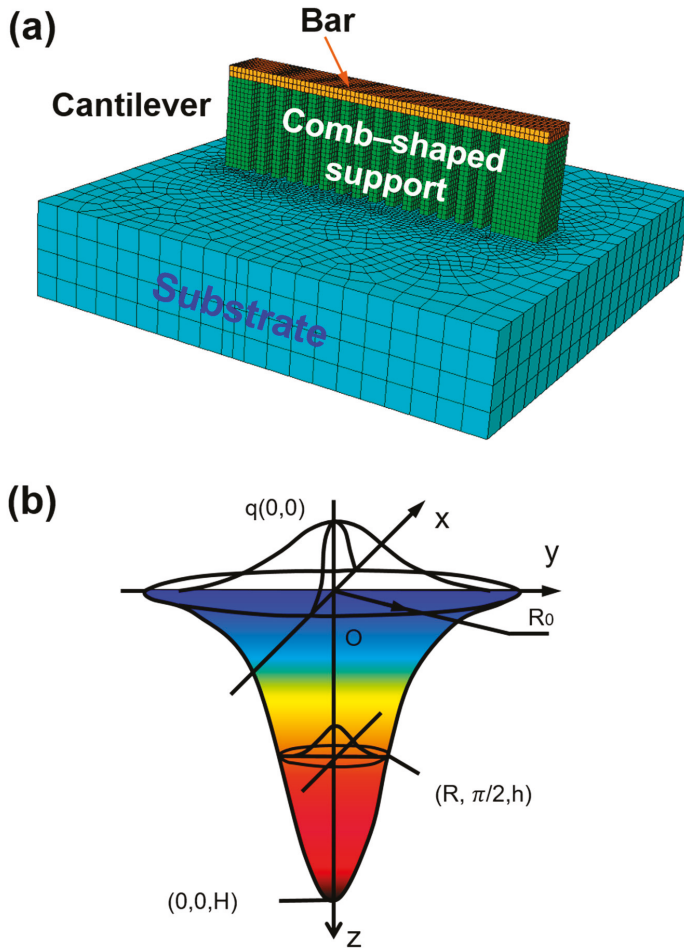 (a)
Bar
Cantilever
Comb–shaped
support
Substrate
(b)
q(0,0)
x
y
R0
O
(R, π/2,h)
(0,0,H)
z